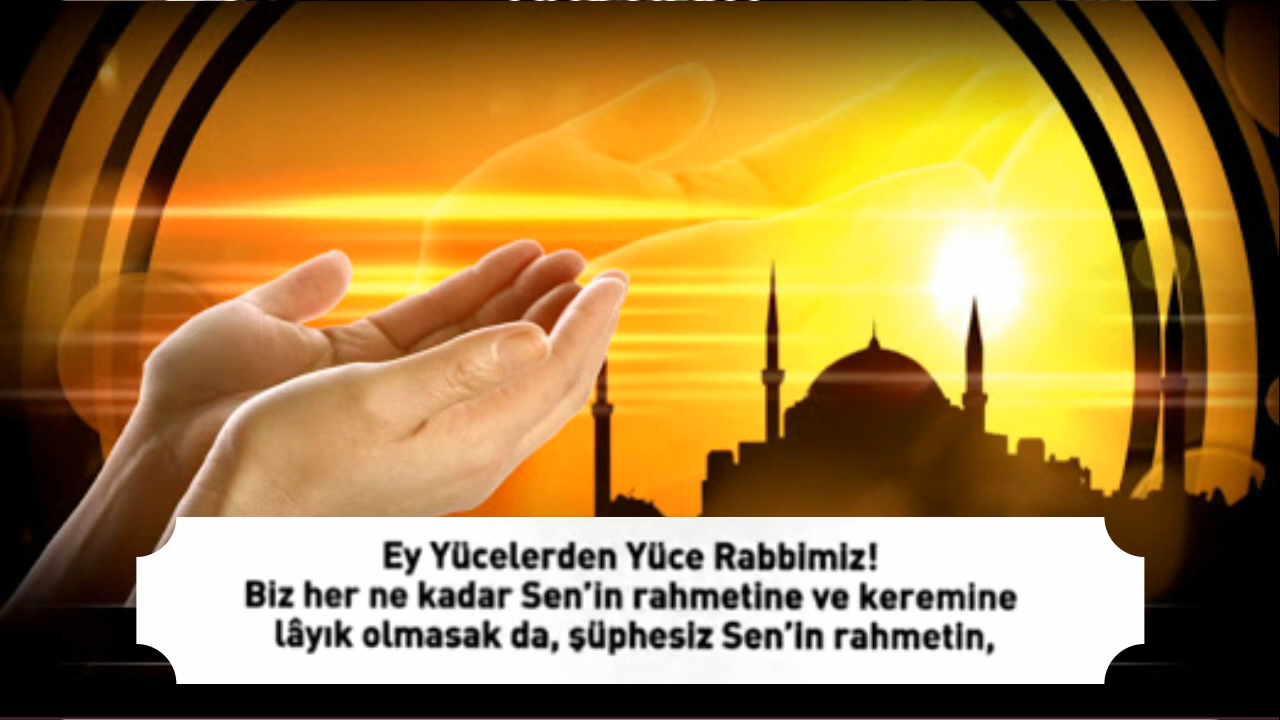 Ey Yücelerden Yüce Rabbimiz!
Biz her ne kadar Sen’in rahmetine ve keremine
lâyık olmasak da, şüphesiz Sen’in rahmetin,